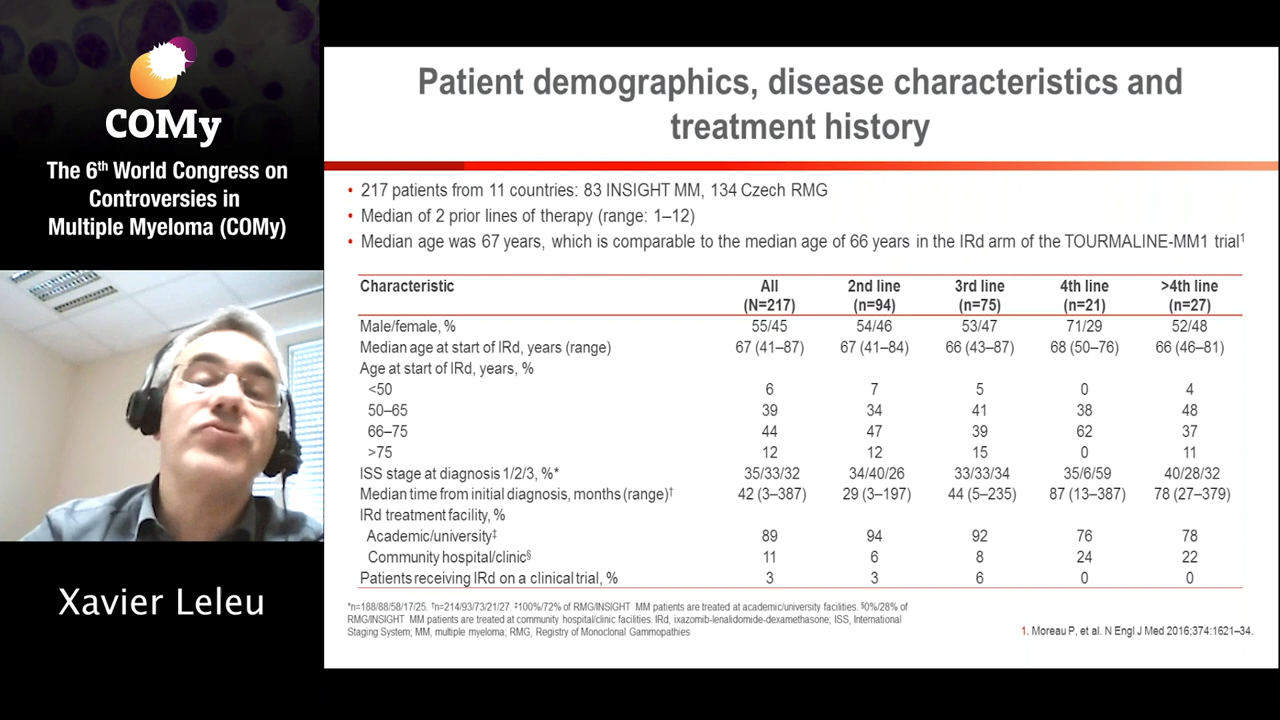 COMy
The 6th World Congress on
Controversies in
Multiple Myeloma (COMy)
Xavier Leleu
Patient demographics, disease characteristics and
treatment history
• 217 patients from 11 countries: 83 INSIGHT MM, 134 Czech RMG
• Median of 2 prior lines of therapy (range: 1–12)
• Median age was 67 years, which is comparable to the median age of 66 years in the IRd arm of the TOURMALINE-MM1 trial¹
Characteristic All 2nd line 3rd line 4th line >4th line
(N=217) (n=94) (n=75) (n=21) (n=27)
Male/female, % 55/45 54/46 53/47 71/29 52/48
Median age at start of IRd, years (range) 67 (41–87) 67 (41–84) 66 (43–87) 68 (50–76) 66 (46–81)
Age at start of IRd, years, %
<50 6 7 5 0 4
50–65 39 34 41 38 48
66–75 44 47 39 62 37
>75 12 12 15 0 11
ISS stage at diagnosis 1/2/3, %* 35/33/32 34/40/26 33/33/34 35/6/59 40/28/32
Median time from initial diagnosis, months (range)† 42 (3–387) 29 (3–197) 44 (5–235) 87 (13–387) 78 (27–379)
IRd treatment facility, %
Academic/university‡ 89 94 92 76 78
Community hospital/clinic§ 11 6 8 24 22
Patients receiving IRd on a clinical trial, % 3 3 6 0 0
*n=188/88/58/17/25. †n=214/93/73/21/27. ‡100%/72% of RMG/INSIGHT MM patients are treated at academic/university facilities. §0%/28% of
RMG/INSIGHT MM patients are treated at community hospital/clinic facilities. IRd, ixazomib-lenalidomide-dexamethasone; ISS, International
Staging System; MM, multiple myeloma; RMG, Registry of Monoclonal Gammopathies
1. Moreau P, et al. N Engl J Med 2016;374:1621–34.